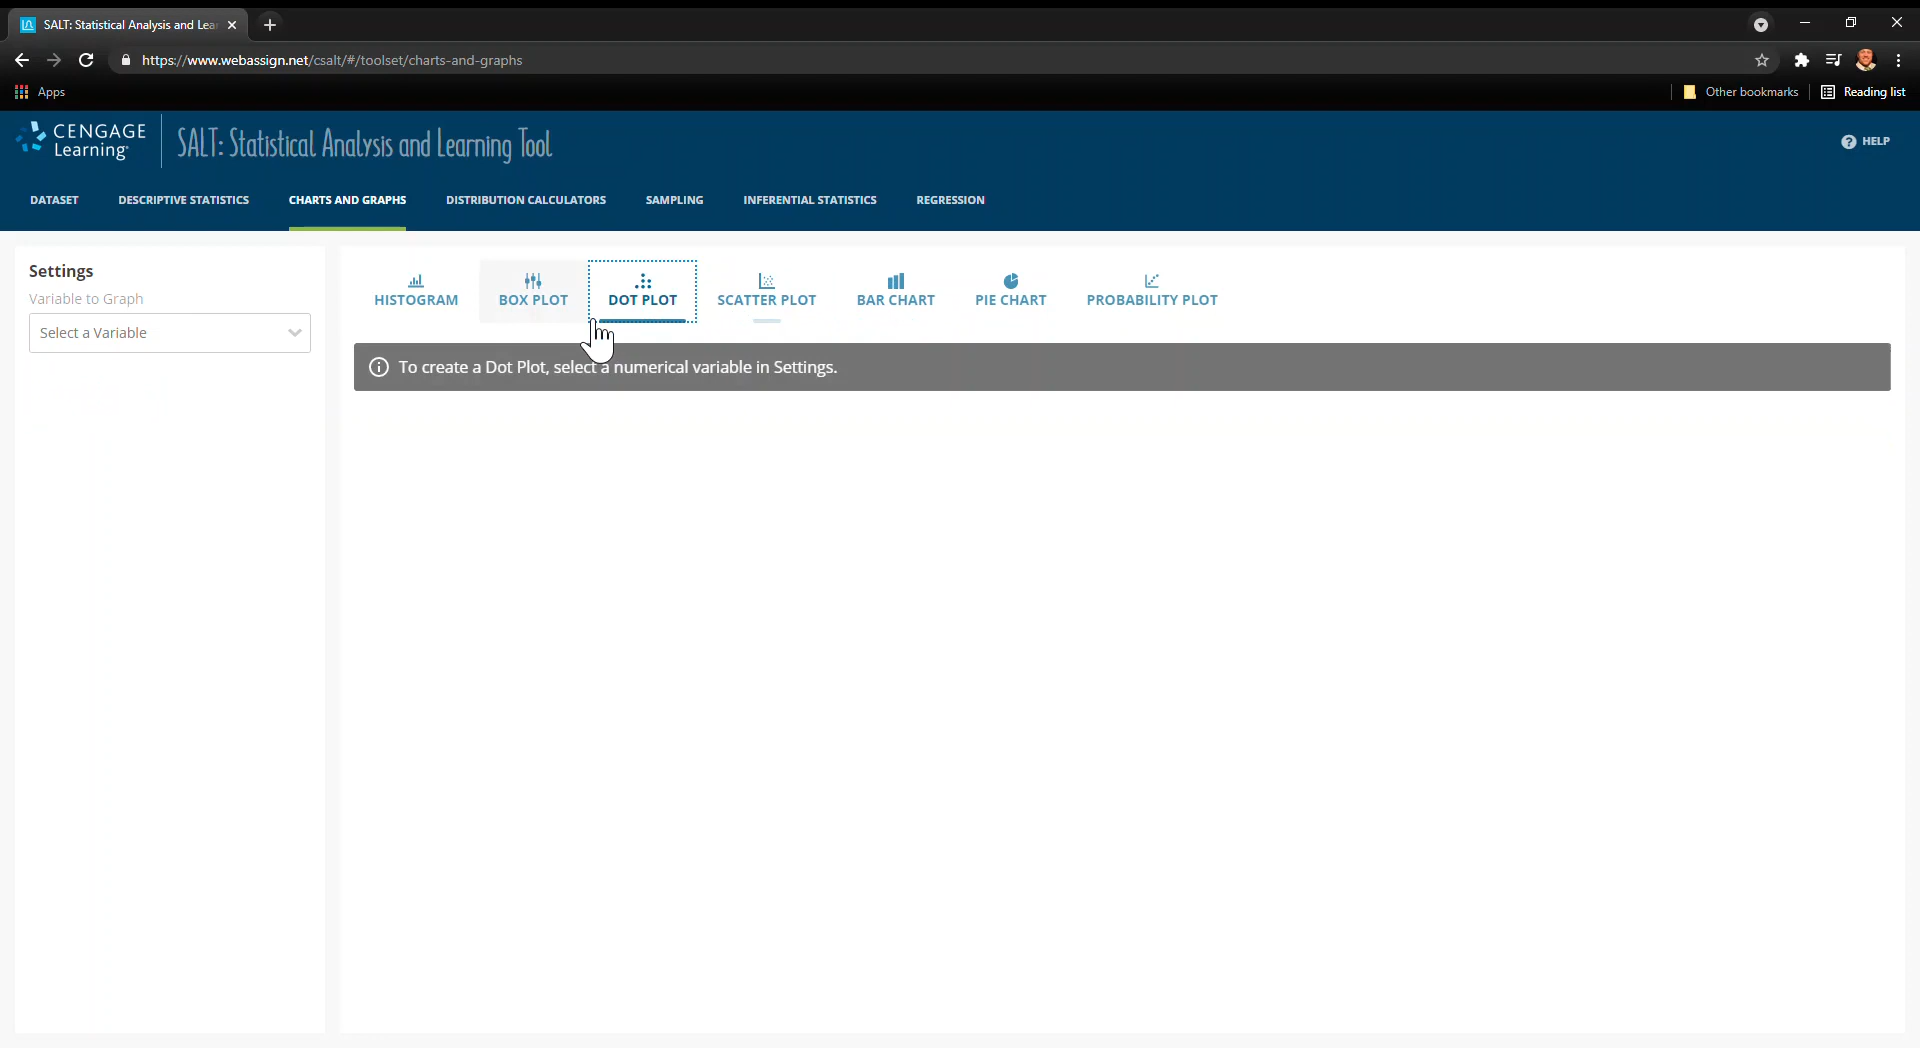 SALT: Statistical Analysis and Lea
https://www.webassign.net/csalt/#/toolset/charts-and-graphs
Apps
Other bookmarks
Reading list
CENGAGE
Learning
SALT: Statistical Analysis and Learning Tool
HELP
DATASET
DESCRIPTIVE STATISTICS
CHARTS AND GRAPHS
DISTRIBUTION CALCULATORS
SAMPLING
INFERENTIAL STATISTICS
REGRESSION
Settings
Variable to Graph
Select a Variable
HISTOGRAM
BOX PLOT
DOT PLOT
SCATTER PLOT
BAR CHART
PIE CHART
PROBABILITY PLOT
To create a Dot Plot, select a numerical variable in Settings.